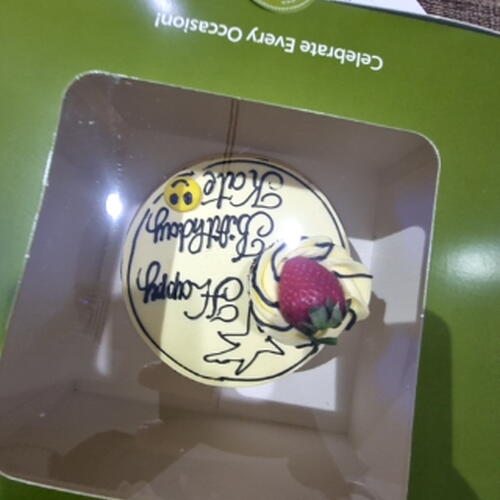 Celebrate Every Occasion!
Happy
Birthday
Kate